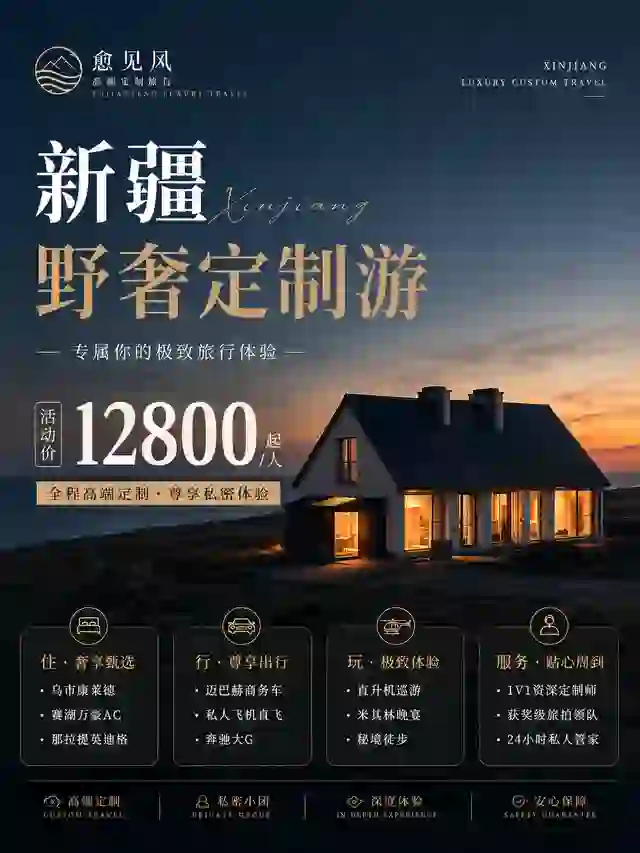 愈见风
高端定制旅行
XINJIANG
LUXURY CUSTOM TRAVEL
新疆
Xinjiang
野奢定制游
专属你的极致旅行体验
活动价
12800
起/人
全程高端定制·尊享私密体验
住·奢享甄选
• 乌市康莱德
• 赛湖万豪AC
• 那拉提英迪格
行·尊享出行
• 迈巴赫商务车
• 私人飞机直飞
• 奔驰大G
玩·极致体验
• 直升机巡游
• 米其林晚宴
• 秘境徒步
服务·贴心周到
• 1V1资深定制师
• 获奖级旅拍领队
• 24小时私人管家
高端定制
CUSTOM TRAVEL
私密小团
PRIVATE GROUP
深度体验
IN-DEPTH EXPERIENCE
安心保障
SAFETY GUARANTEE